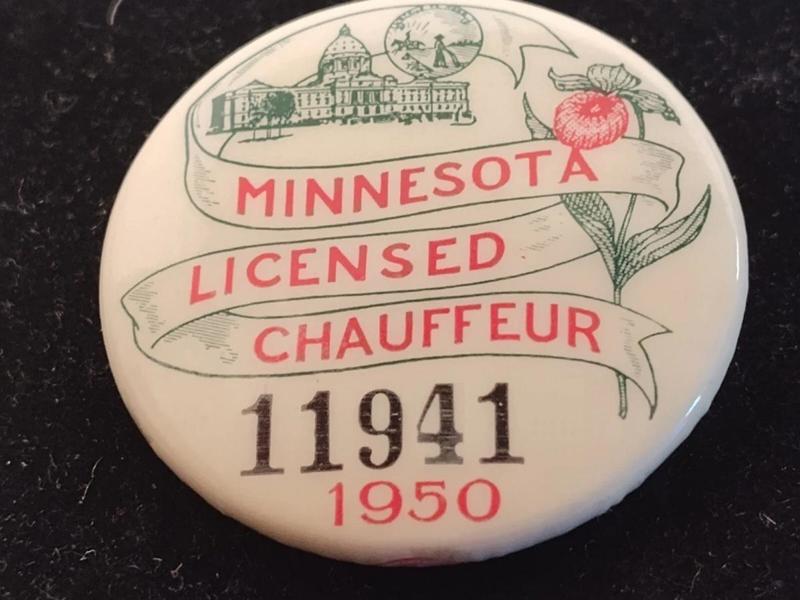 MINNESOTA
LICENSED
CHAUFFEUR
11941
1950